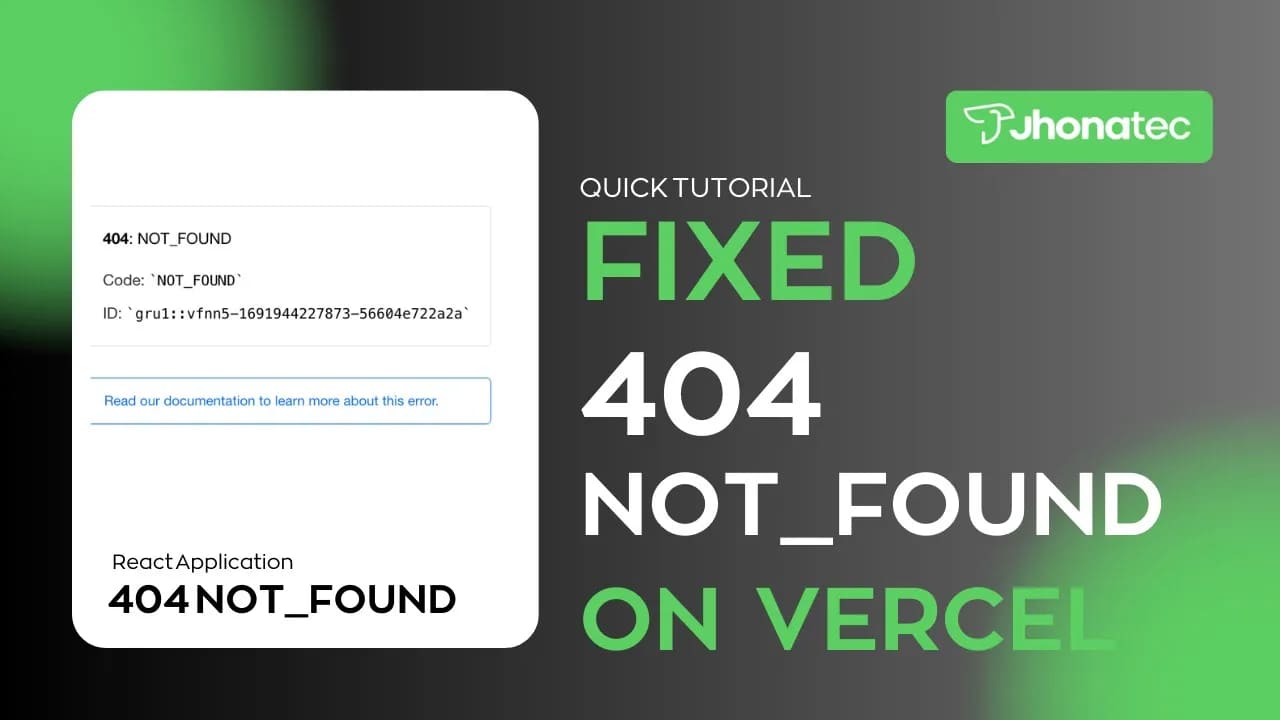 404: NOT_FOUND
Code: `NOT_FOUND`
ID: `gru1::vfnn5-1691944227873-56604e722a2a`
Read our documentation to learn more about this error.
React Application
404 NOT_FOUND
Jhonatec
QUICK TUTORIAL
FIXED
404
NOT_FOUND
ON VERCEL